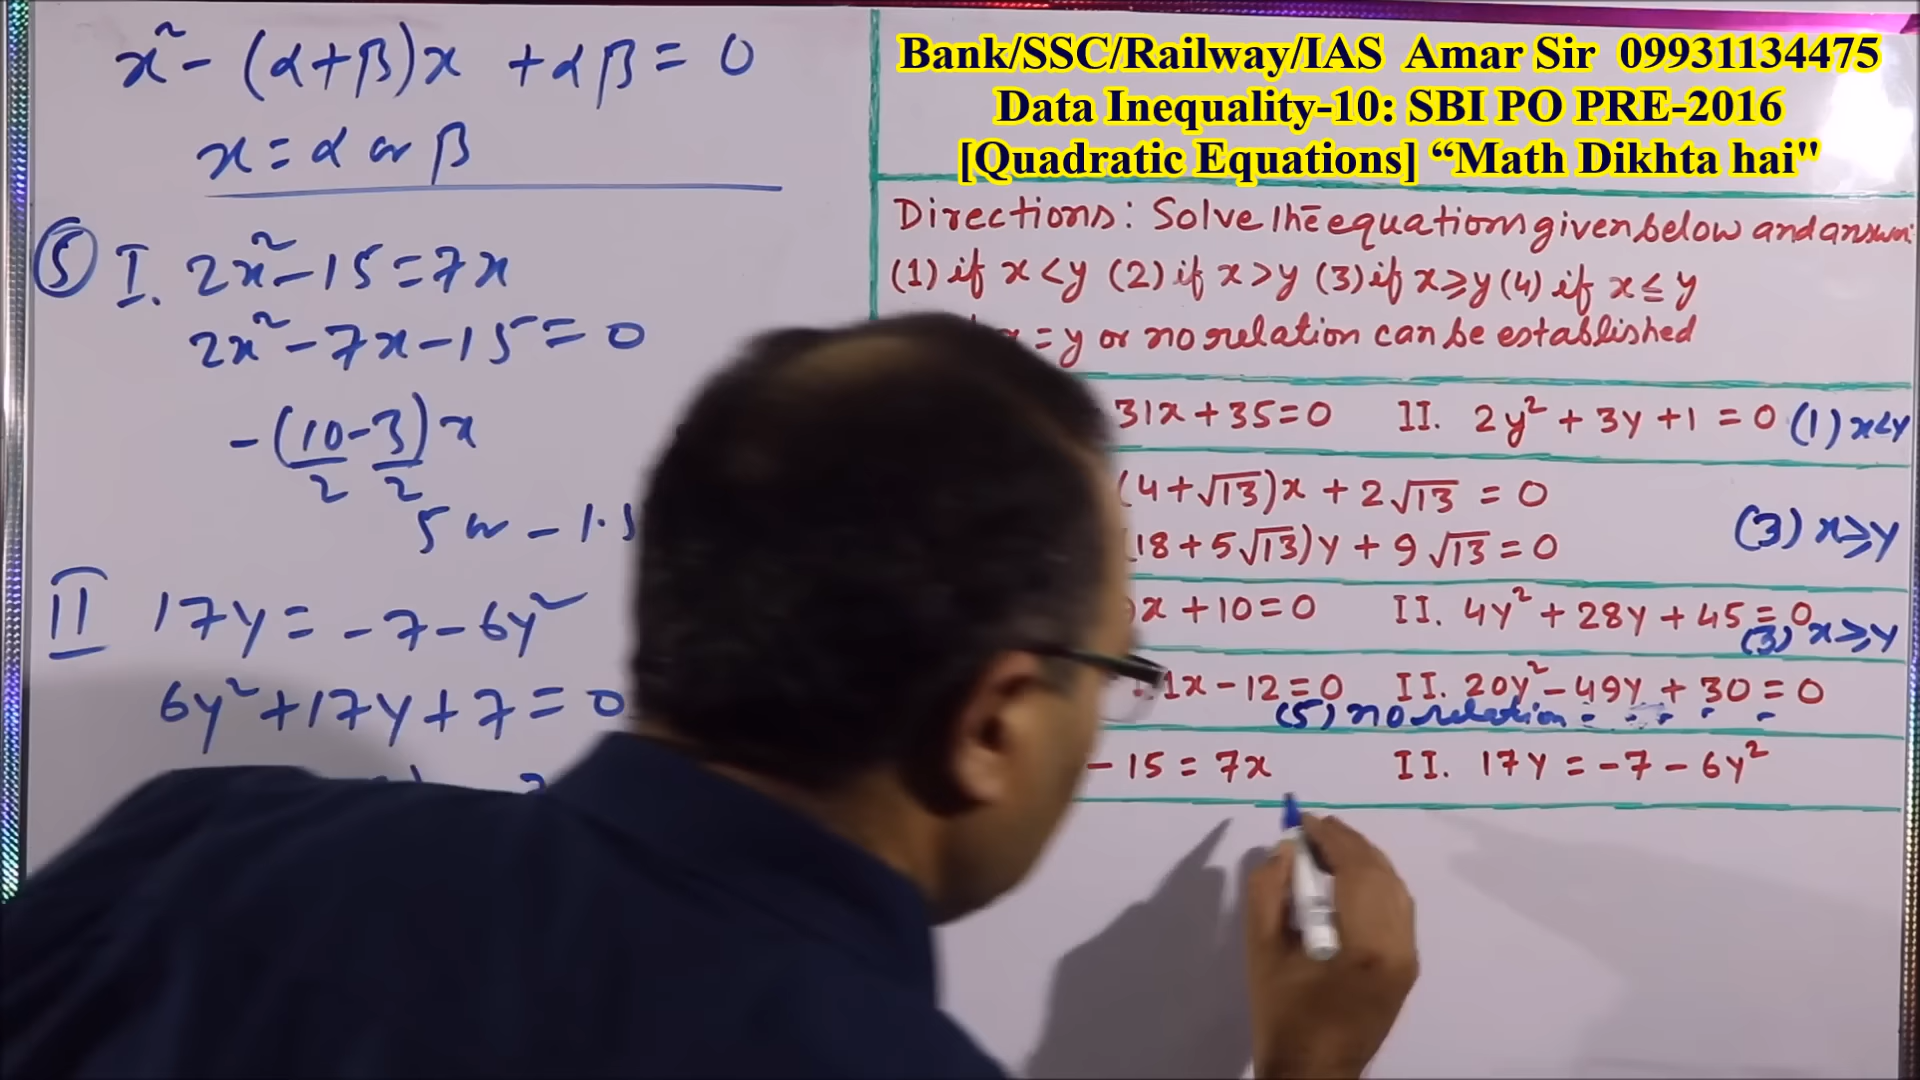 x² - (α+β)x + αβ = 0
x = α or β
⑤ I. 2x² - 15 = 7x
2x² - 7x - 15 = 0
-(10-3)x
2 2
5 or - 1.5
II 17y = -7 - 6y²
6y² + 17y + 7 = 0
Bank/SSC/Railway/IAS Amar Sir 09931134475
Data Inequality-10: SBI PO PRE-2016
[Quadratic Equations] “Math Dikhta hai"
Directions: Solve the equations given below and answer:
(1) if x < y (2) if x > y (3) if x ≥ y (4) if x ≤ y
= y or no relation can be established
31x + 35 = 0 II. 2y² + 3y + 1 = 0 (1) x<y
(4+√13)x + 2√13 = 0
(18 + 5√13)y + 9√13 = 0 (3) x≥y
x + 10 = 0 II. 4y² + 28y + 45 = 0
(3) x≥y
1x - 12 = 0 II. 20y² - 49y + 30 = 0
(5) no relation
- 15 = 7x II. 17y = -7 - 6y²